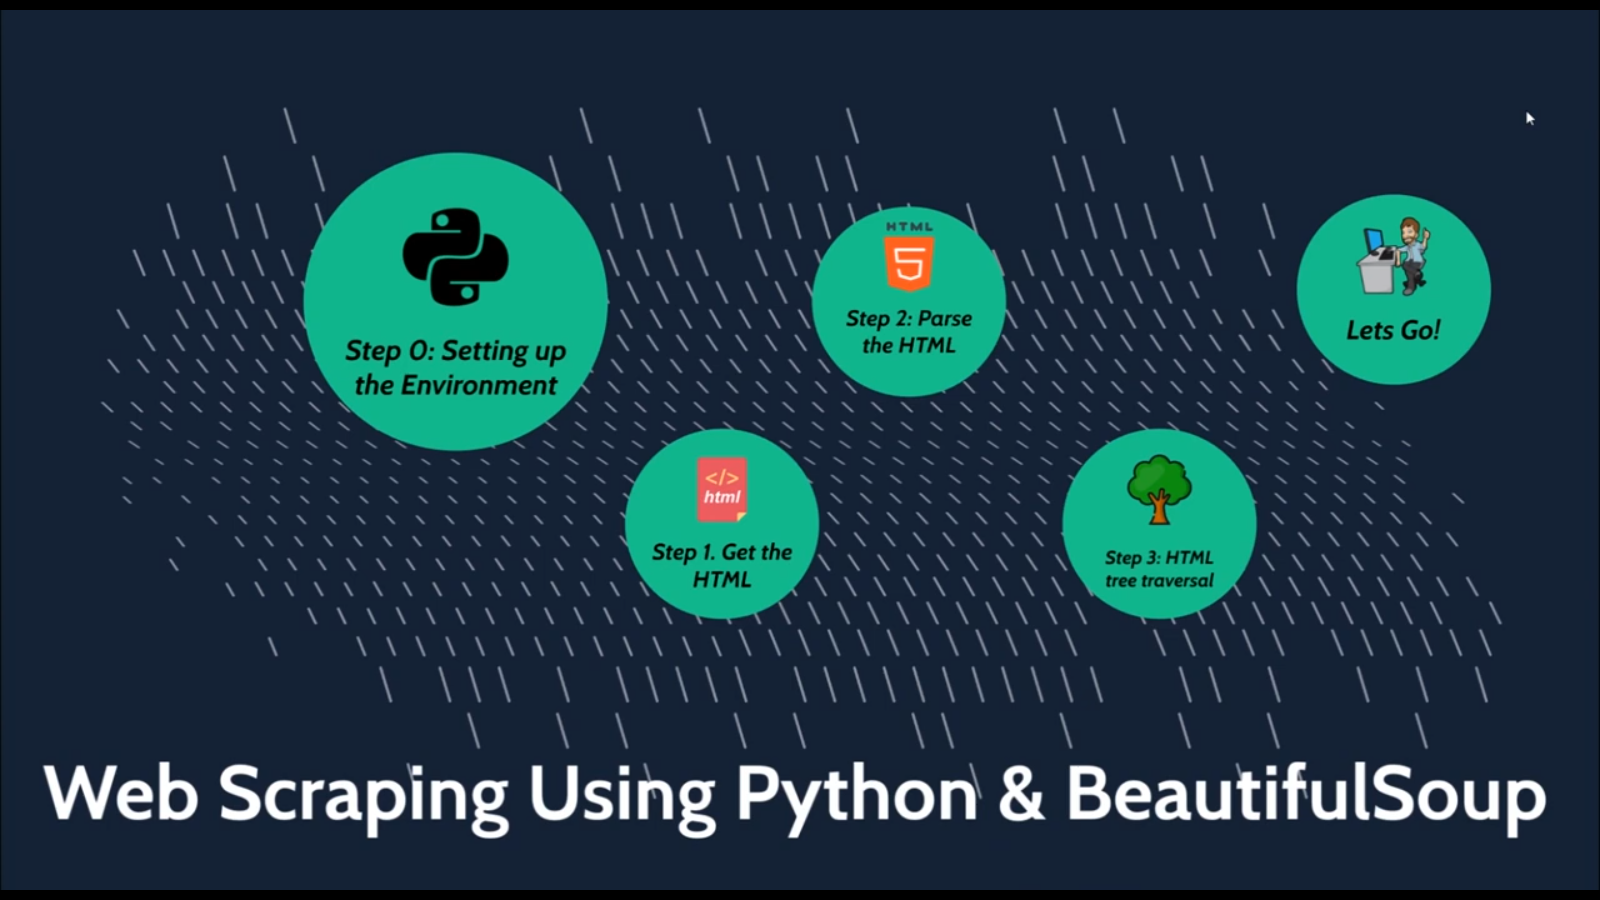 Step 0: Setting up
the Environment
</>
html
Step 1. Get the
HTML
HTML
5
Step 2: Parse
the HTML
Step 3: HTML
tree traversal
Lets Go!
Web Scraping Using Python & BeautifulSoup